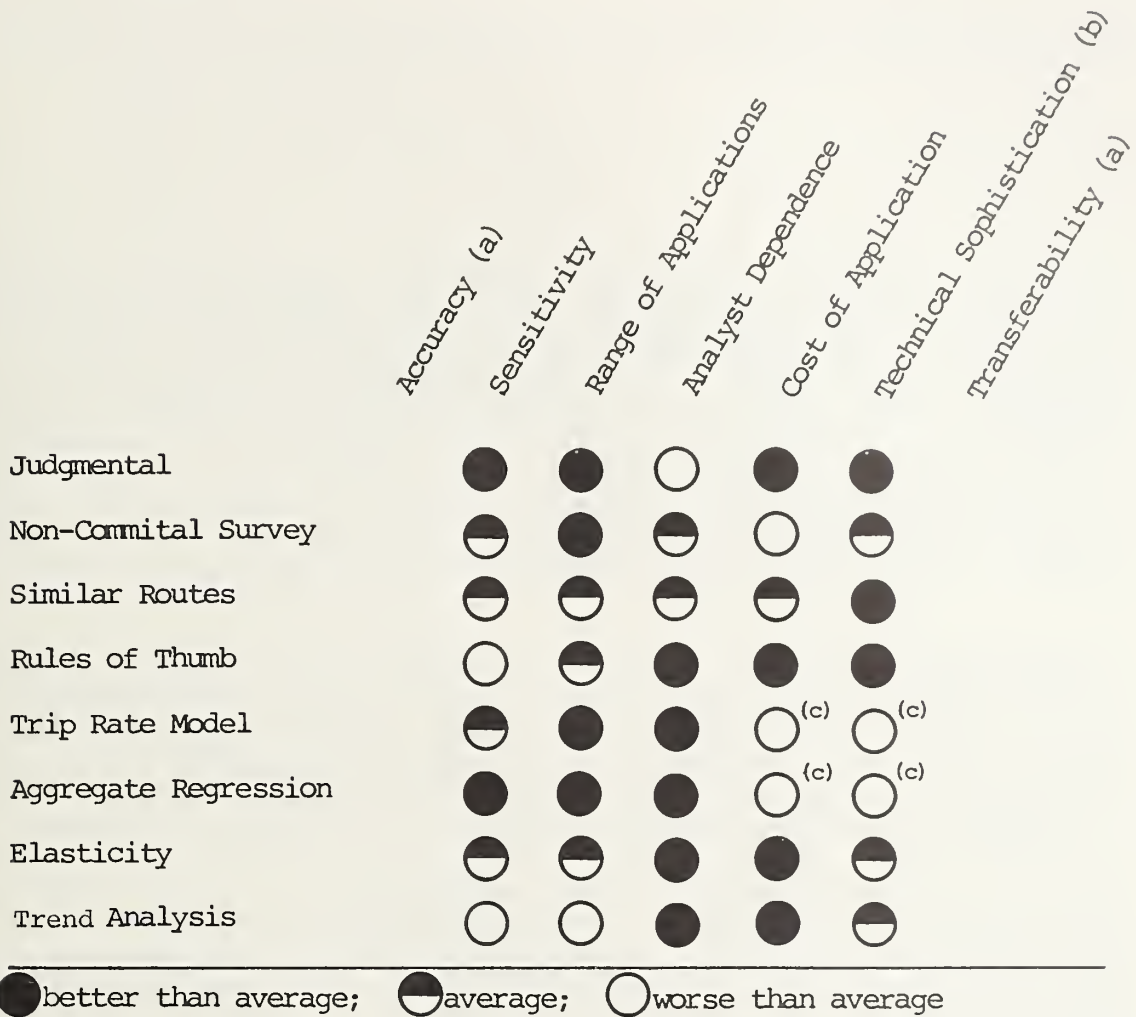 Accuracy (a)
Sensitivity
Range of Applications
Analyst Dependence
Cost of Application
Technical Sophistication (b)
Transferability (a)
Judgmental
Non-Commital Survey
Similar Routes
Rules of Thumb
Trip Rate Model (c) (c)
Aggregate Regression (c) (c)
Elasticity
Trend Analysis
better than average; average; worse than average